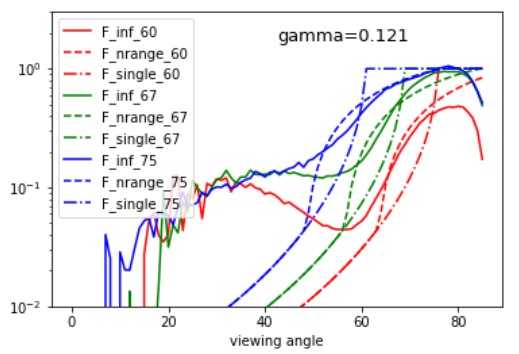 gamma=0.121
F_inf_60
F_nrange_60
F_single_60
F_inf_67
F_nrange_67
F_single_67
F_inf_75
F_nrange_75
F_single_75
10⁰
10⁻¹
10⁻²
0 20 40 60 80
viewing angle